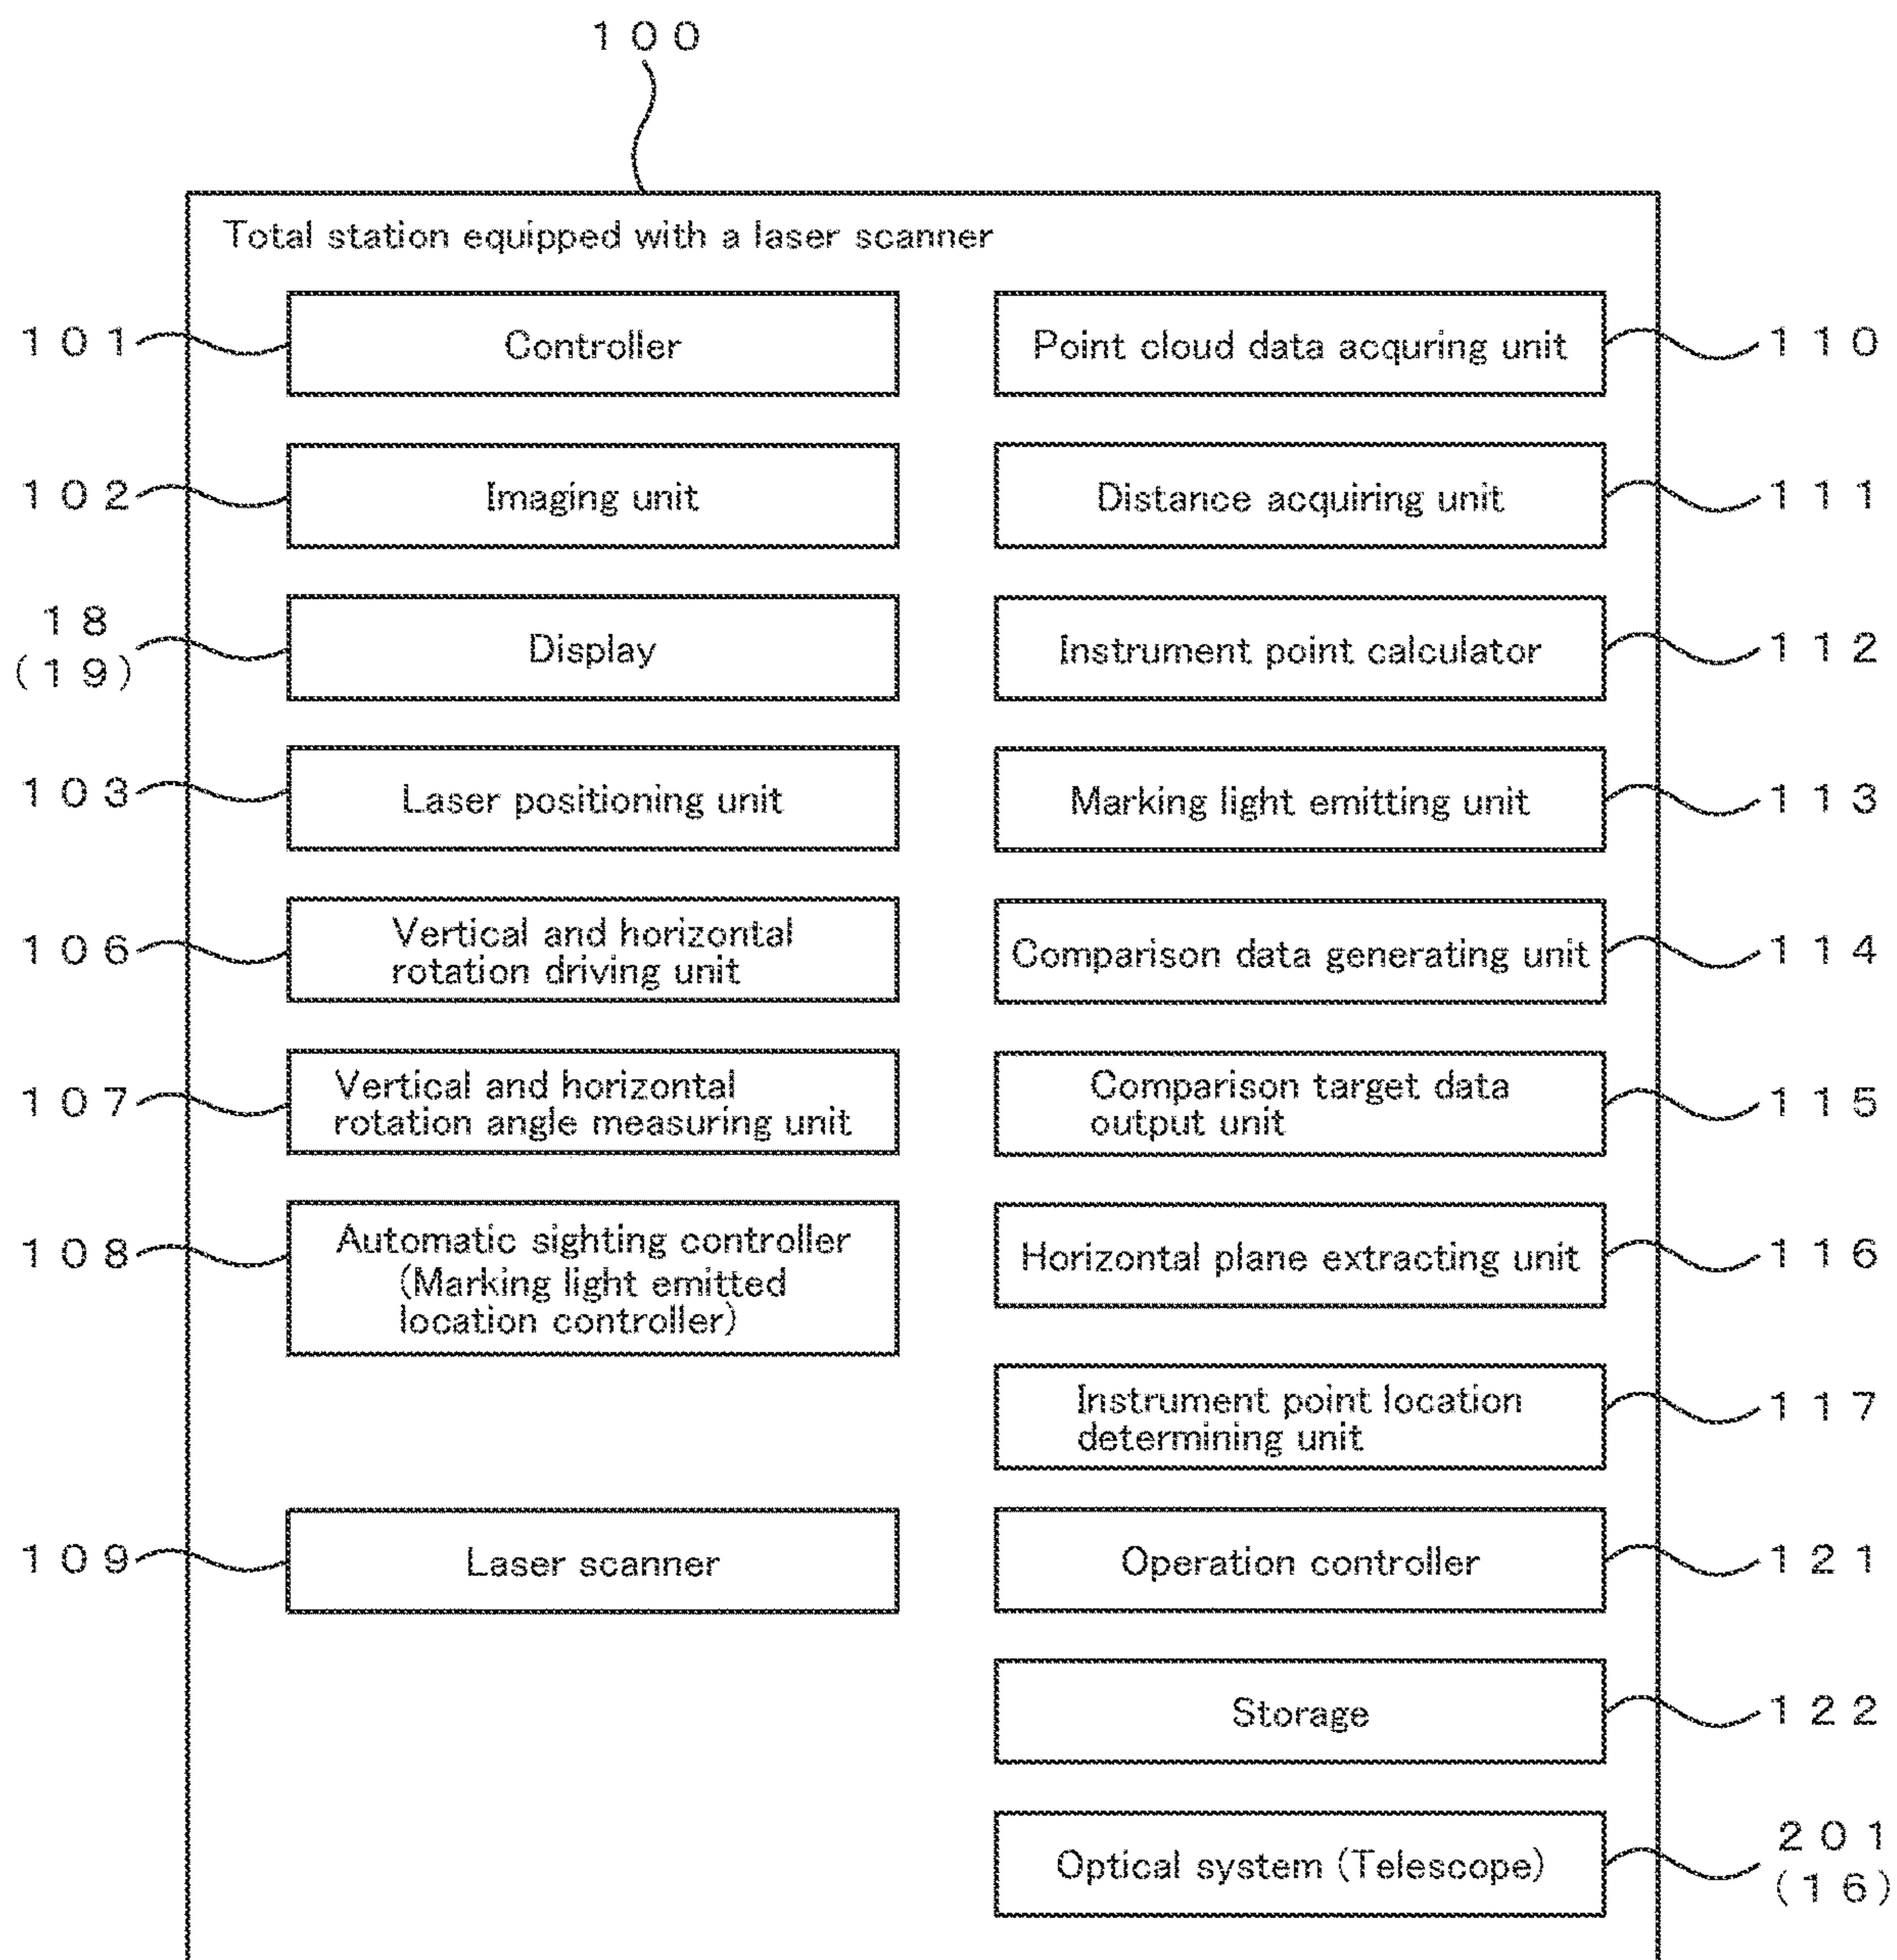 100
Total station equipped with a laser scanner
101
Controller
102
Imaging unit
18
(19)
Display
103
Laser positioning unit
106
Vertical and horizontal
rotation driving unit
107
Vertical and horizontal
rotation angle measuring unit
108
Automatic sighting controller
(Marking light emitted
location controller)
109
Laser scanner
Point cloud data acquring unit
110
Distance acquiring unit
111
Instrument point calculator
112
Marking light emitting unit
113
Comparison data generating unit
114
Comparison target data
output unit
115
Horizontal plane extracting unit
116
Instrument point location
determining unit
117
Operation controller
121
Storage
122
Optical system (Telescope)
201
(16)